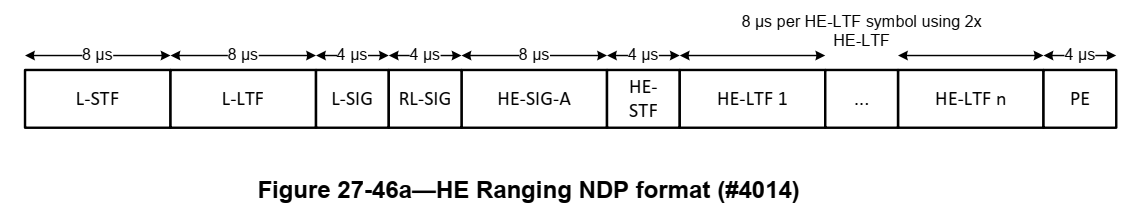 8 µs per HE-LTF symbol using 2x
HE-LTF
8 µs 8 µs 4 µs 4 µs 8 µs 4 µs 4 µs
L-STF L-LTF L-SIG RL-SIG HE-SIG-A HE-
STF HE-LTF 1 ... HE-LTF n PE
Figure 27-46a—HE Ranging NDP format (#4014)